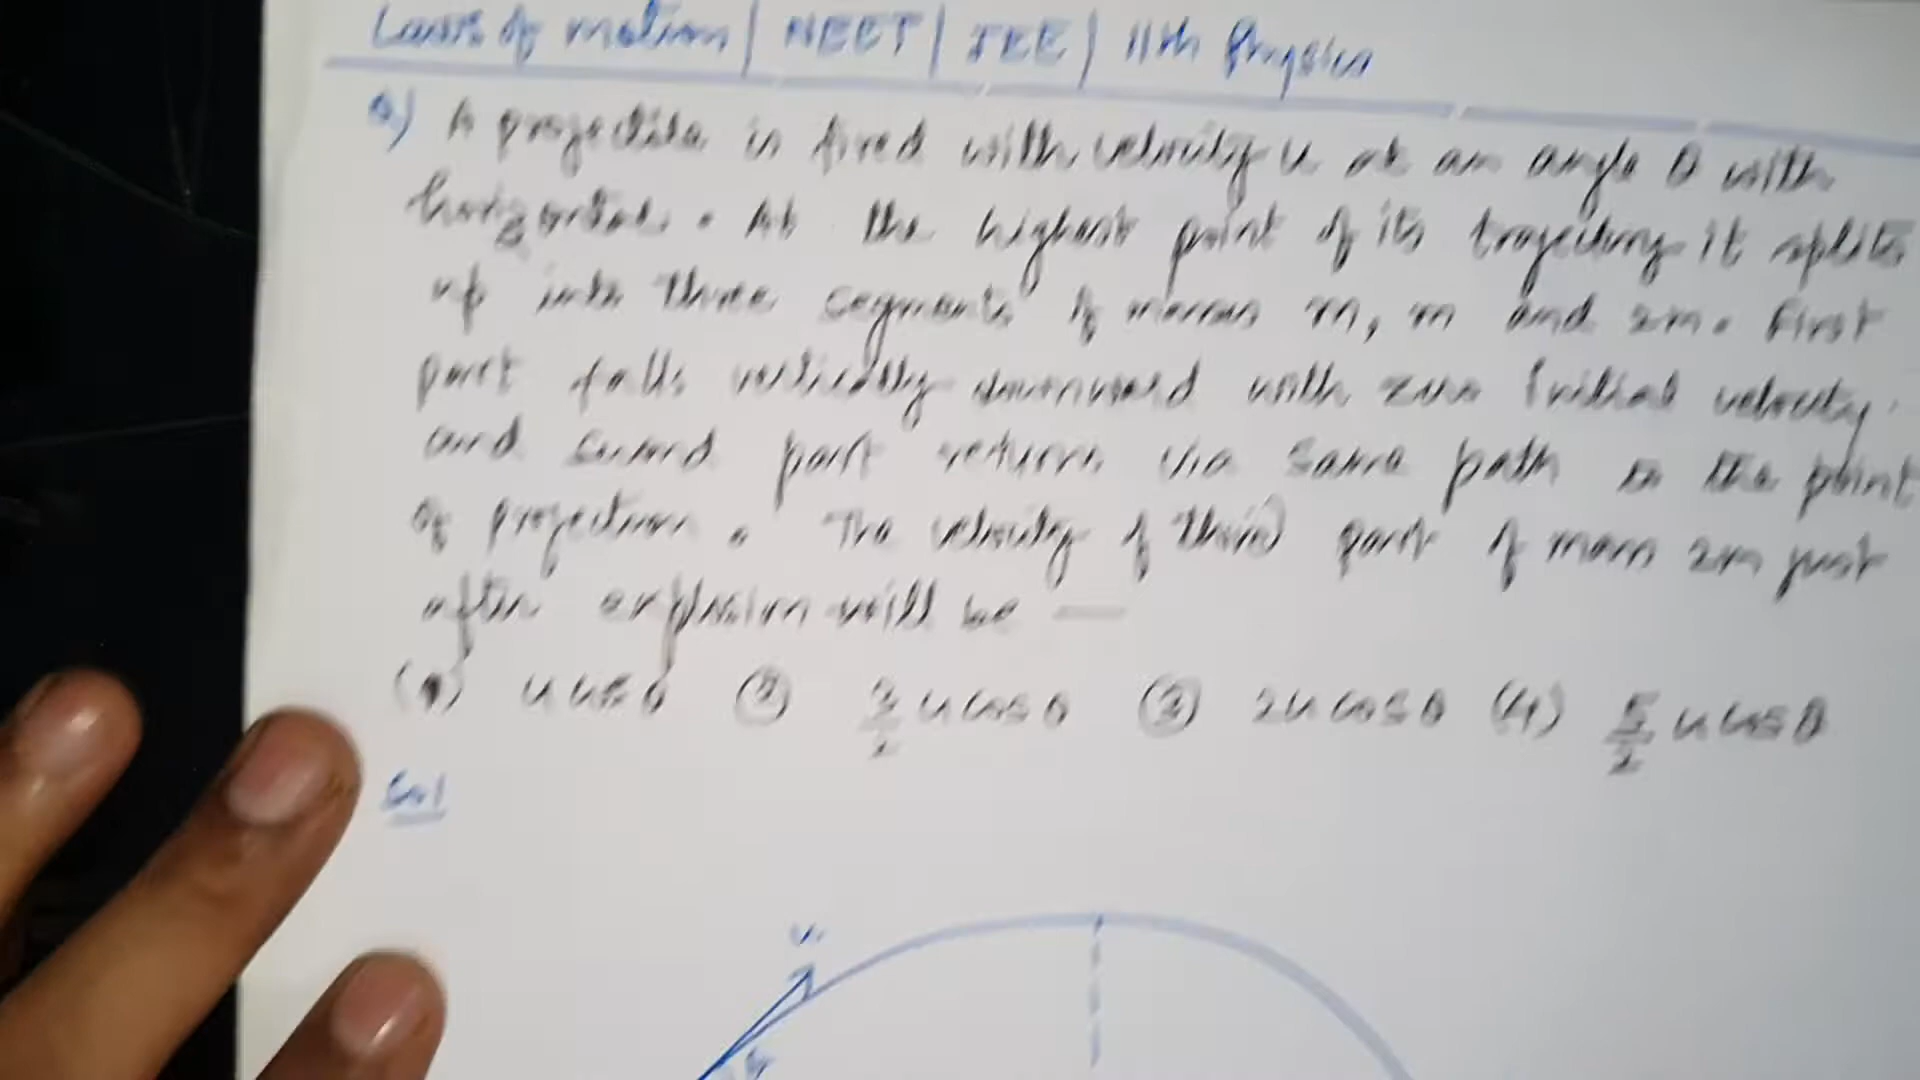 Laws of motion | NEET | JEE | 11th Physics
Q) A projectile is fired with velocity u at an angle θ with
horizontal. At the highest point of its trajectory it splits
up into three segments of masses m, m and 2m. First
part falls vertically downward with zero initial velocity
and second part returns via same path to the point
of projection. The velocity of third part of mass 2m just
after explosion will be —
(1) u cos θ (2) 3/2 u cos θ (3) 2u cos θ (4) 5/2 u cos θ
Sol
u
θ